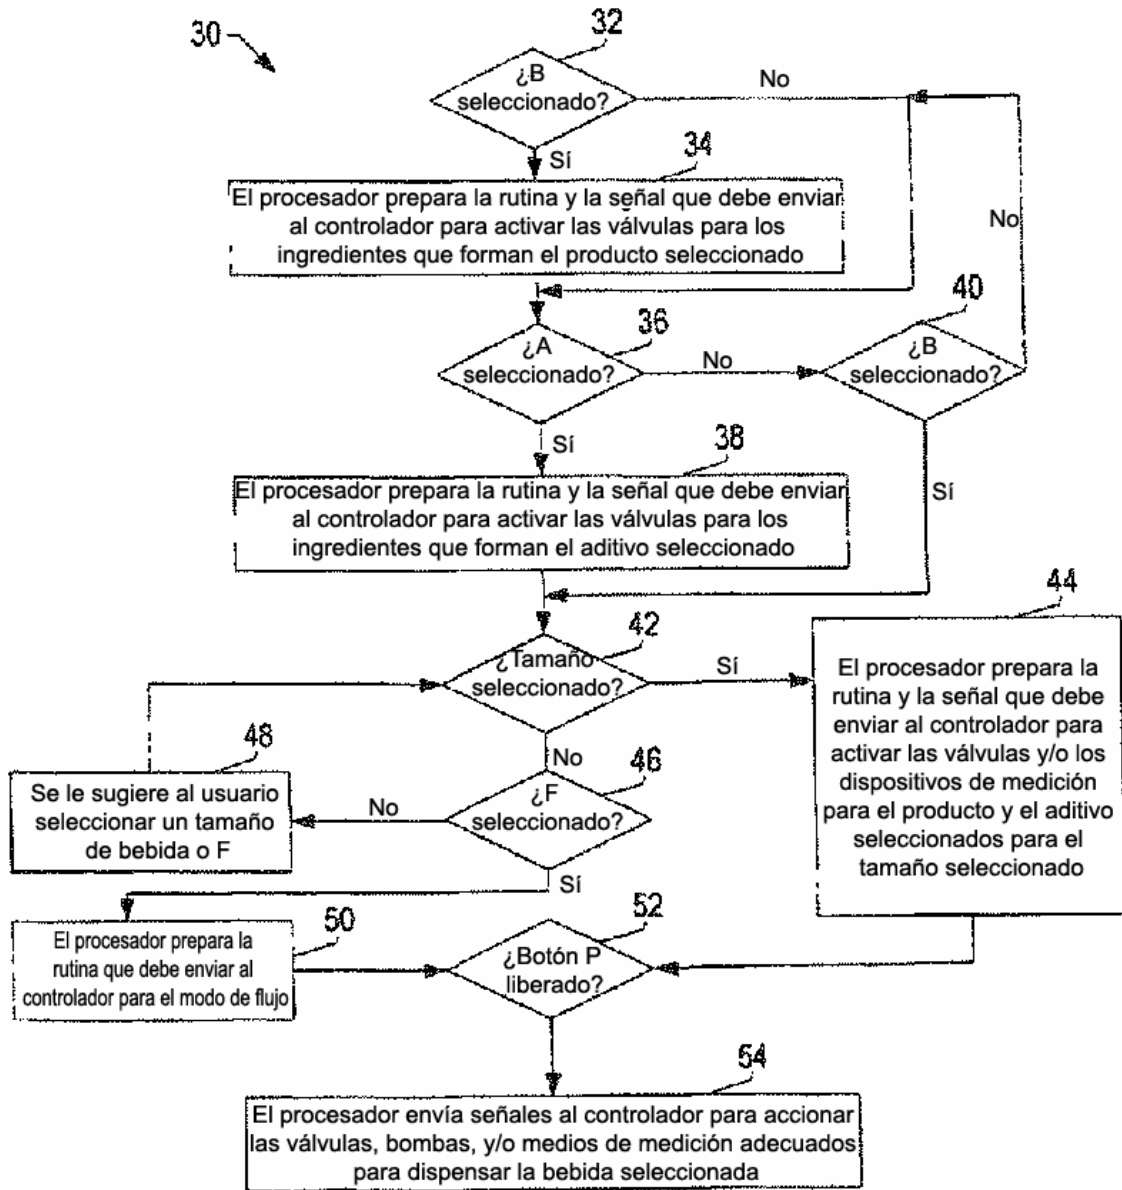 30
32
¿B
seleccionado?
No
Sí
34
El procesador prepara la rutina y la señal que debe enviar
al controlador para activar las válvulas para los
ingredientes que forman el producto seleccionado
No
36
¿A
seleccionado?
No
40
¿B
seleccionado?
Sí
38
El procesador prepara la rutina y la señal que debe enviar
al controlador para activar las válvulas para los
ingredientes que forman el aditivo seleccionado
Sí
42
¿Tamaño
seleccionado?
Sí
44
El procesador prepara la
rutina y la señal que debe
enviar al controlador para
activar las válvulas y/o los
dispositivos de medición
para el producto y el aditivo
seleccionados para el
tamaño seleccionado
No
46
¿F
seleccionado?
No
48
Se le sugiere al usuario
seleccionar un tamaño
de bebida o F
Sí
50
El procesador prepara la
rutina que debe enviar al
controlador para el modo de flujo
52
¿Botón P
liberado?
54
El procesador envía señales al controlador para accionar
las válvulas, bombas, y/o medios de medición adecuados
para dispensar la bebida seleccionada